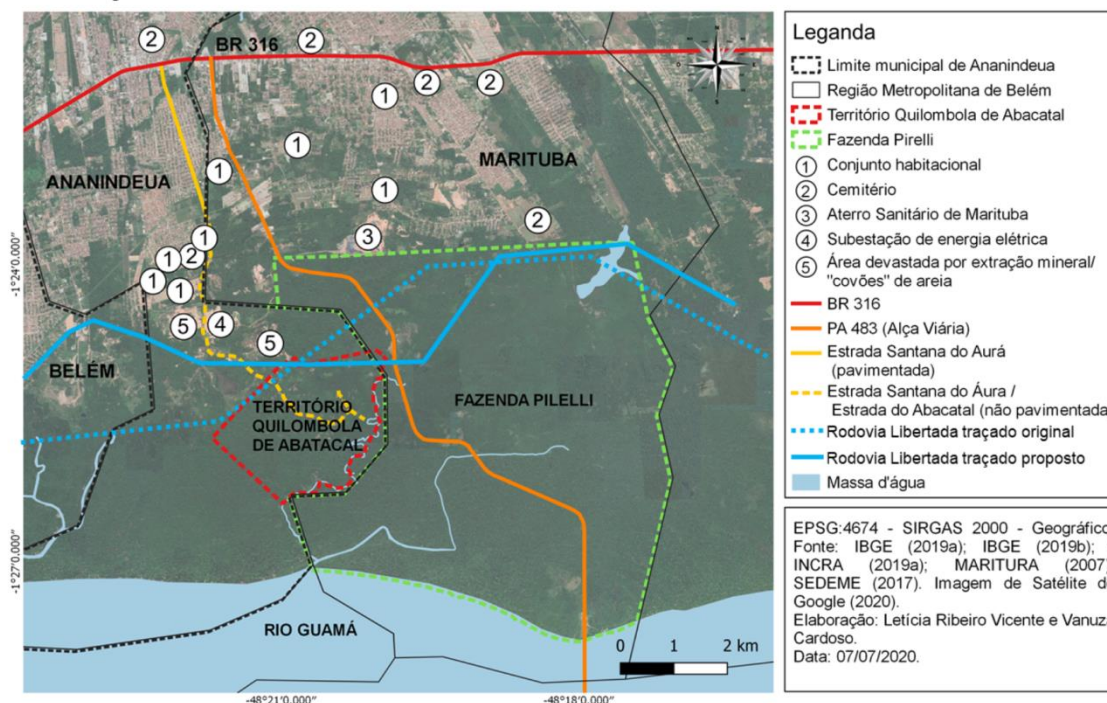 2
BR 316
2
2
2
1
1
MARITUBA
1
ANANINDEUA
1
2
1
3
1
2
1
1
5
4
5
BELÉM
TERRITÓRIO
QUILOMBOLA
DE ABATACAL
FAZENDA PILELLI
RIO GUAMÁ
0 1 2 km
-1°24'0.000"
-1°27'0.000"
-48°21'0.000"
-48°18'0.000"
Legenda
Limite municipal de Ananindeua
Região Metropolitana de Belém
Território Quilombola de Abacatal
Fazenda Pirelli
1 Conjunto habitacional
2 Cemitério
3 Aterro Sanitário de Marituba
4 Subestação de energia elétrica
5 Área devastada por extração mineral/
"covões" de areia
BR 316
PA 483 (Alça Viária)
Estrada Santana do Aurá
(pavimentada)
Estrada Santana do Áura /
Estrada do Abacatal (não pavimentada
Rodovia Libertada traçado original
Rodovia Libertada traçado proposto
Massa d'água
EPSG:4674 - SIRGAS 2000 - Geográfico
Fonte: IBGE (2019a); IBGE (2019b);
INCRA (2019a); MARITURA (2007)
SEDEME (2017). Imagem de Satélite d
Google (2020).
Elaboração: Letícia Ribeiro Vicente e Vanuz
Cardoso.
Data: 07/07/2020.